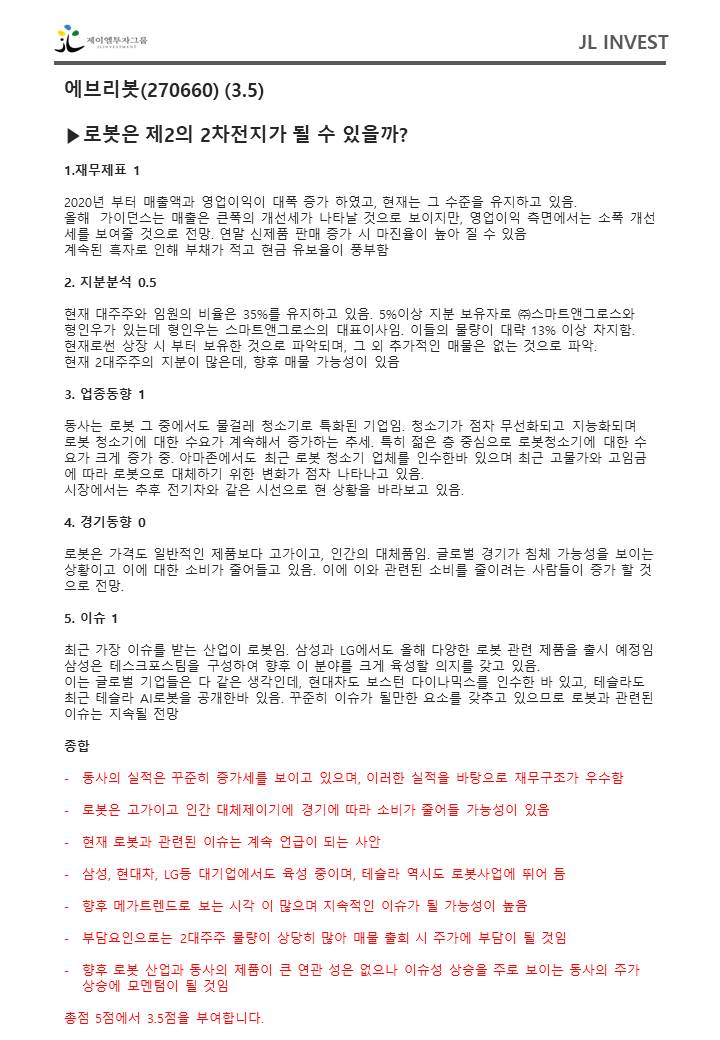 제이엘투자그룹
JLINVESTMENT
JL INVEST
에브리봇(270660) (3.5)
▶로봇은 제2의 2차전지가 될 수 있을까?
1.재무제표 1
2020년 부터 매출액과 영업이익이 대폭 증가 하였고, 현재는 그 수준을 유지하고 있음.
올해 가이던스는 매출은 큰폭의 개선세가 나타날 것으로 보이지만, 영업이익 측면에서는 소폭 개선
세를 보여줄 것으로 전망. 연말 신제품 판매 증가 시 마진율이 높아 질 수 있음
계속된 흑자로 인해 부채가 적고 현금 유보율이 풍부함
2. 지분분석 0.5
현재 대주주와 임원의 비율은 35%를 유지하고 있음. 5%이상 지분 보유자로 ㈜스마트앤그로스와
형인우가 있는데 형인우는 스마트앤그로스의 대표이사임. 이들의 물량이 대략 13% 이상 차지함.
현재로썬 상장 시 부터 보유한 것으로 파악되며, 그 외 추가적인 매물은 없는 것으로 파악.
현재 2대주주의 지분이 많은데, 향후 매물 가능성이 있음
3. 업종동향 1
동사는 로봇 그 중에서도 물걸레 청소기로 특화된 기업임. 청소기가 점차 무선화되고 지능화되며
로봇 청소기에 대한 수요가 계속해서 증가하는 추세. 특히 젊은 층 중심으로 로봇청소기에 대한 수
요가 크게 증가 중. 아마존에서도 최근 로봇 청소기 업체를 인수한바 있으며 최근 고물가와 고임금
에 따라 로봇으로 대체하기 위한 변화가 점차 나타나고 있음.
시장에서는 추후 전기차와 같은 시선으로 현 상황을 바라보고 있음.
4. 경기동향 0
로봇은 가격도 일반적인 제품보다 고가이고, 인간의 대체품임. 글로벌 경기가 침체 가능성을 보이는
상황이고 이에 대한 소비가 줄어들고 있음. 이에 이와 관련된 소비를 줄이려는 사람들이 증가 할 것
으로 전망.
5. 이슈 1
최근 가장 이슈를 받는 산업이 로봇임. 삼성과 LG에서도 올해 다양한 로봇 관련 제품을 출시 예정임
삼성은 테스크포스팀을 구성하여 향후 이 분야를 크게 육성할 의지를 갖고 있음.
이는 글로벌 기업들은 다 같은 생각인데, 현대차도 보스턴 다이나믹스를 인수한 바 있고, 테슬라도
최근 테슬라 AI로봇을 공개한바 있음. 꾸준히 이슈가 될만한 요소를 갖추고 있으므로 로봇과 관련된
이슈는 지속될 전망
종합
- 동사의 실적은 꾸준히 증가세를 보이고 있으며, 이러한 실적을 바탕으로 재무구조가 우수함
- 로봇은 고가이고 인간 대체제이기에 경기에 따라 소비가 줄어들 가능성이 있음
- 현재 로봇과 관련된 이슈는 계속 언급이 되는 사안
- 삼성, 현대차, LG등 대기업에서도 육성 중이며, 테슬라 역시도 로봇사업에 뛰어 듬
- 향후 메가트렌드로 보는 시각 이 많으며 지속적인 이슈가 될 가능성이 높음
- 부담요인으로는 2대주주 물량이 상당히 많아 매물 출회 시 주가에 부담이 될 것임
- 향후 로봇 산업과 동사의 제품이 큰 연관 성은 없으나 이슈성 상승을 주로 보이는 동사의 주가
상승에 모멘텀이 될 것임
총점 5점에서 3.5점을 부여합니다.